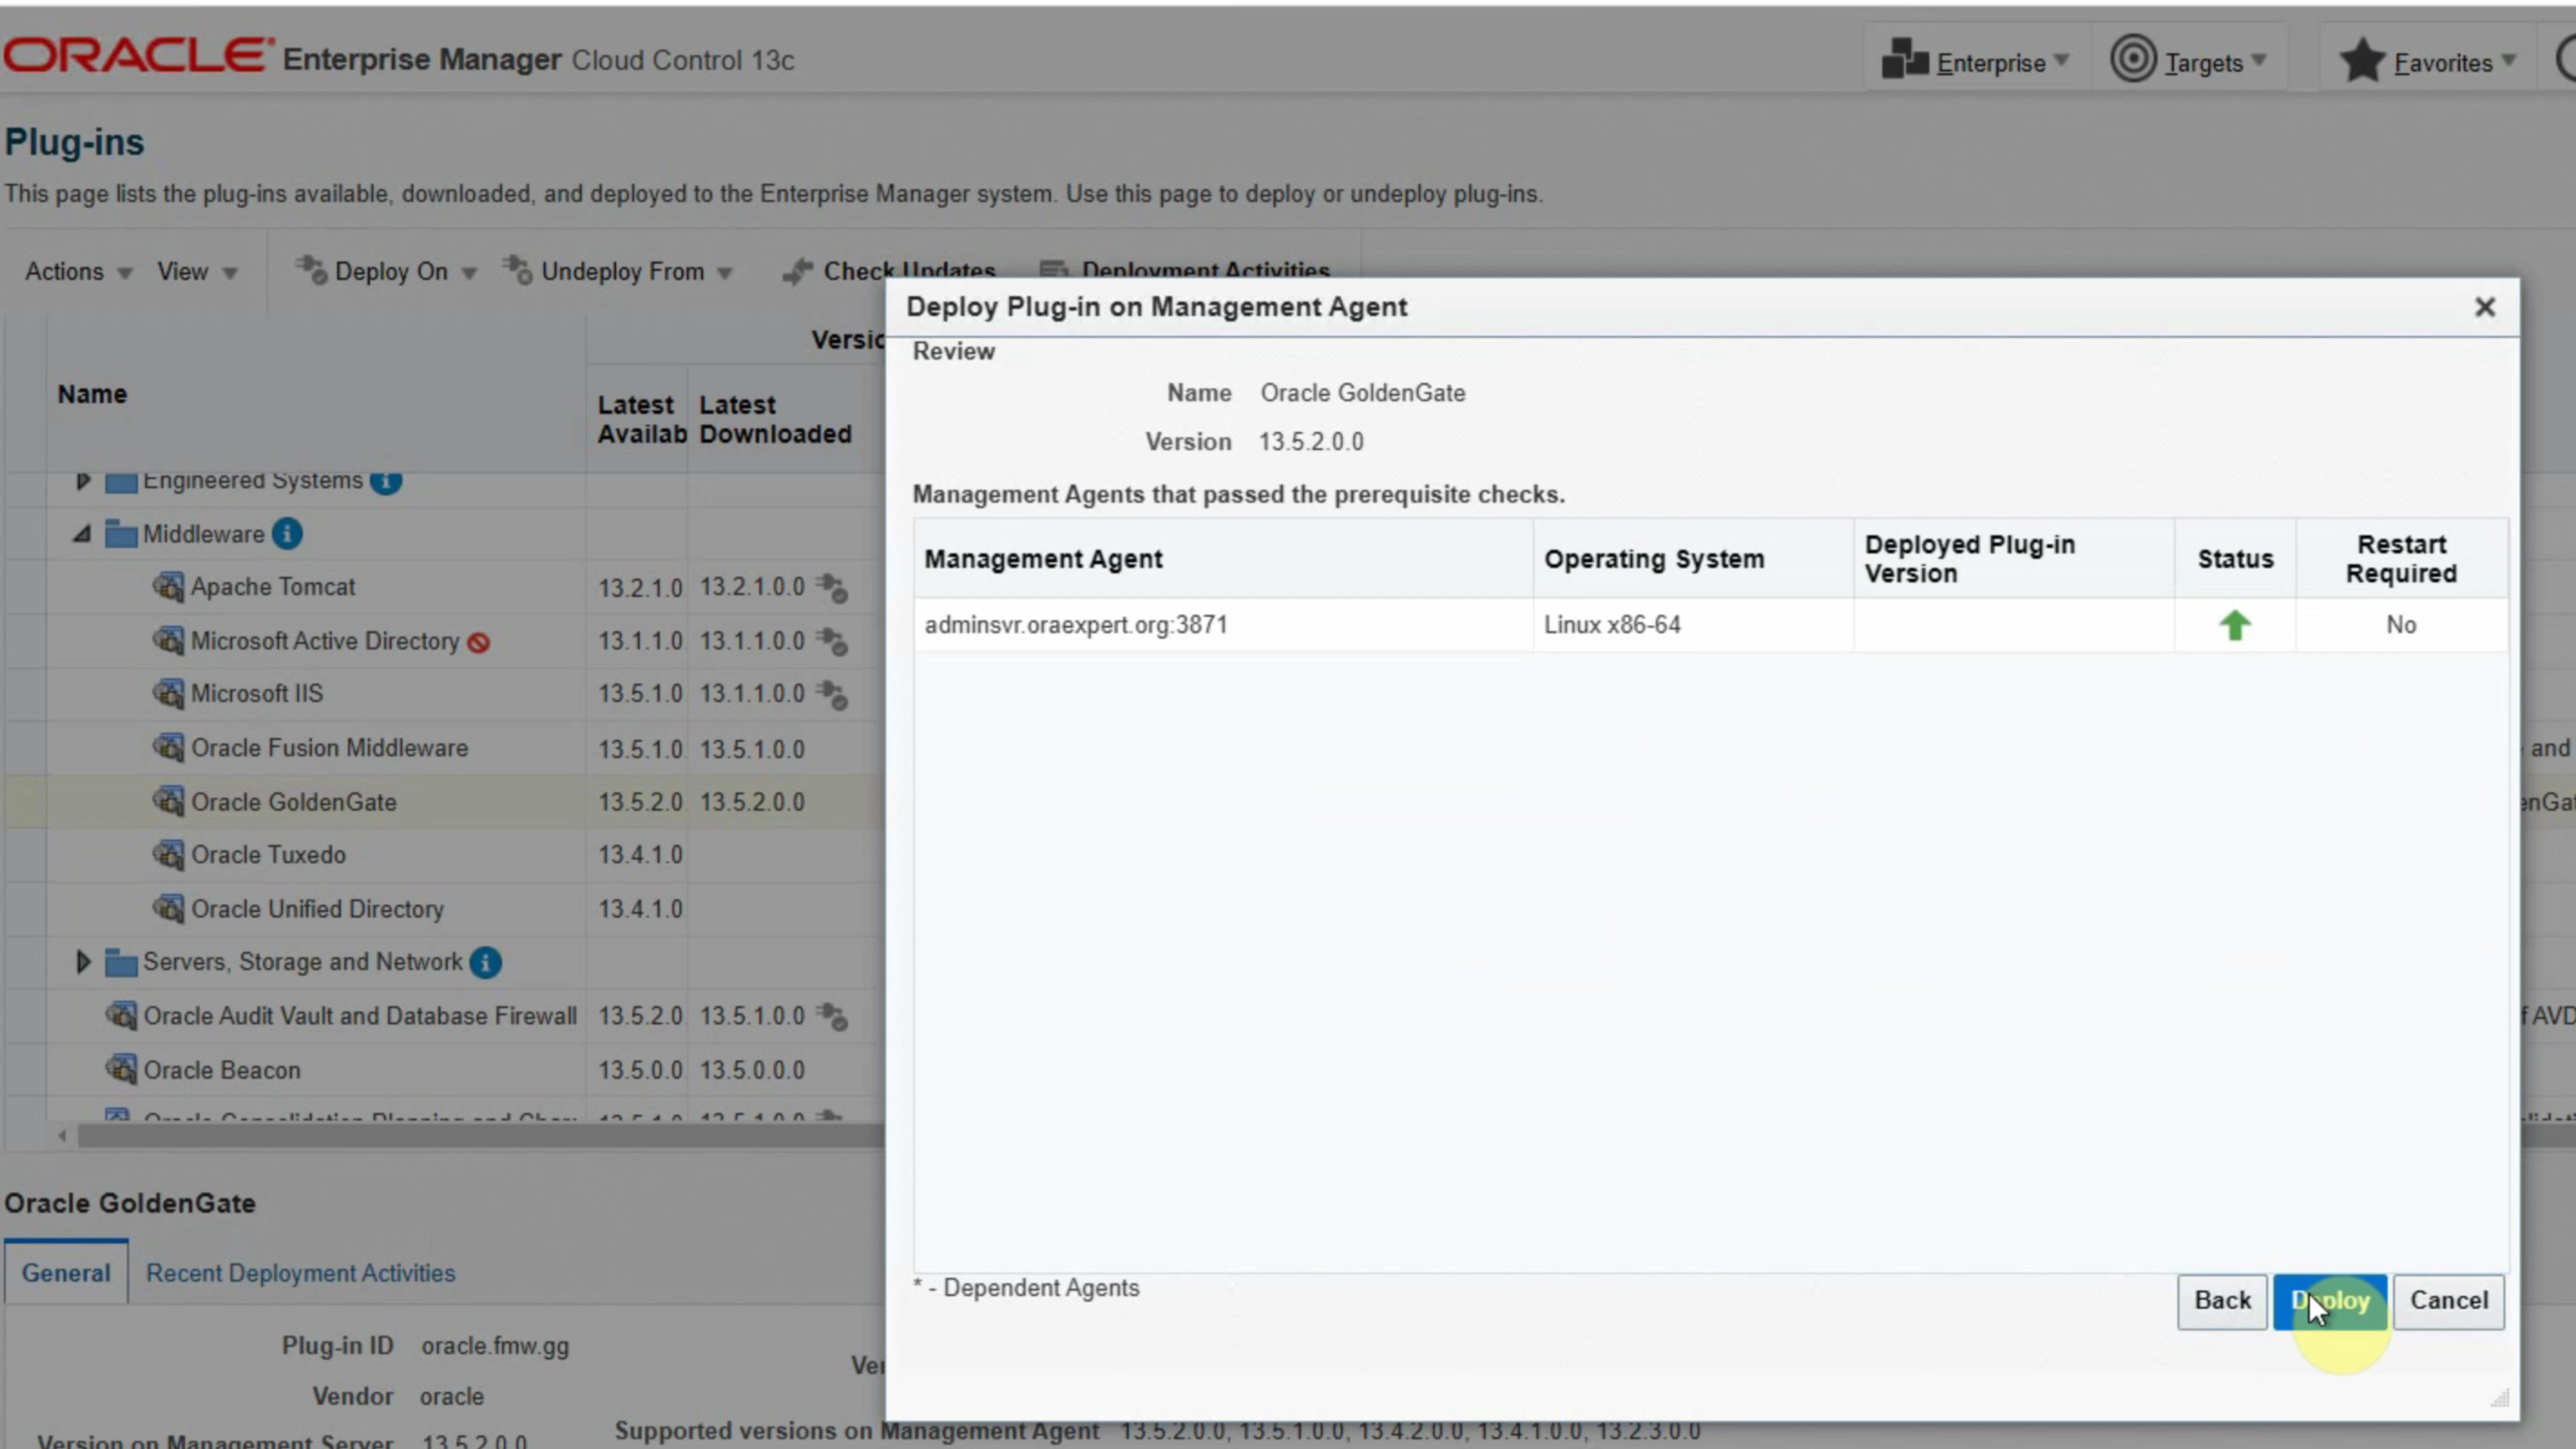 ORACLE Enterprise Manager Cloud Control 13c
Enterprise
Targets
Favorites
Plug-ins
This page lists the plug-ins available, downloaded, and deployed to the Enterprise Manager system. Use this page to deploy or undeploy plug-ins.
Actions View Deploy On Undeploy From Check Updates Deployment Activities
Name
Latest Downloaded
Engineered Systems
Middleware
Apache Tomcat 13.2.1.0 13.2.1.0.0
Microsoft Active Directory 13.1.1.0 13.1.1.0.0
Microsoft IIS 13.5.1.0 13.1.1.0.0
Oracle Fusion Middleware 13.5.1.0 13.5.1.0.0
and
Oracle GoldenGate 13.5.2.0 13.5.2.0.0
Oracle Tuxedo 13.4.1.0
Oracle Unified Directory 13.4.1.0
Servers, Storage and Network
Oracle Audit Vault and Database Firewall 13.5.2.0 13.5.1.0.0
Oracle Beacon 13.5.0.0 13.5.0.0.0
Oracle GoldenGate
General Recent Deployment Activities
Plug-in ID oracle.fmw.gg
Vendor oracle
Version on Management Server 13.5.2.0.0
Supported versions on Management Agent 13.5.2.0.0, 13.5.1.0.0, 13.4.2.0.0, 13.4.1.0.0, 13.2.3.0.0
Deploy Plug-in on Management Agent
Review
Name Oracle GoldenGate
Version 13.5.2.0.0
Management Agents that passed the prerequisite checks.
Management Agent Operating System Deployed Plug-in Version Status Restart Required
adminsvr.oraexpert.org:3871 Linux x86-64 No
* - Dependent Agents
Back Deploy Cancel